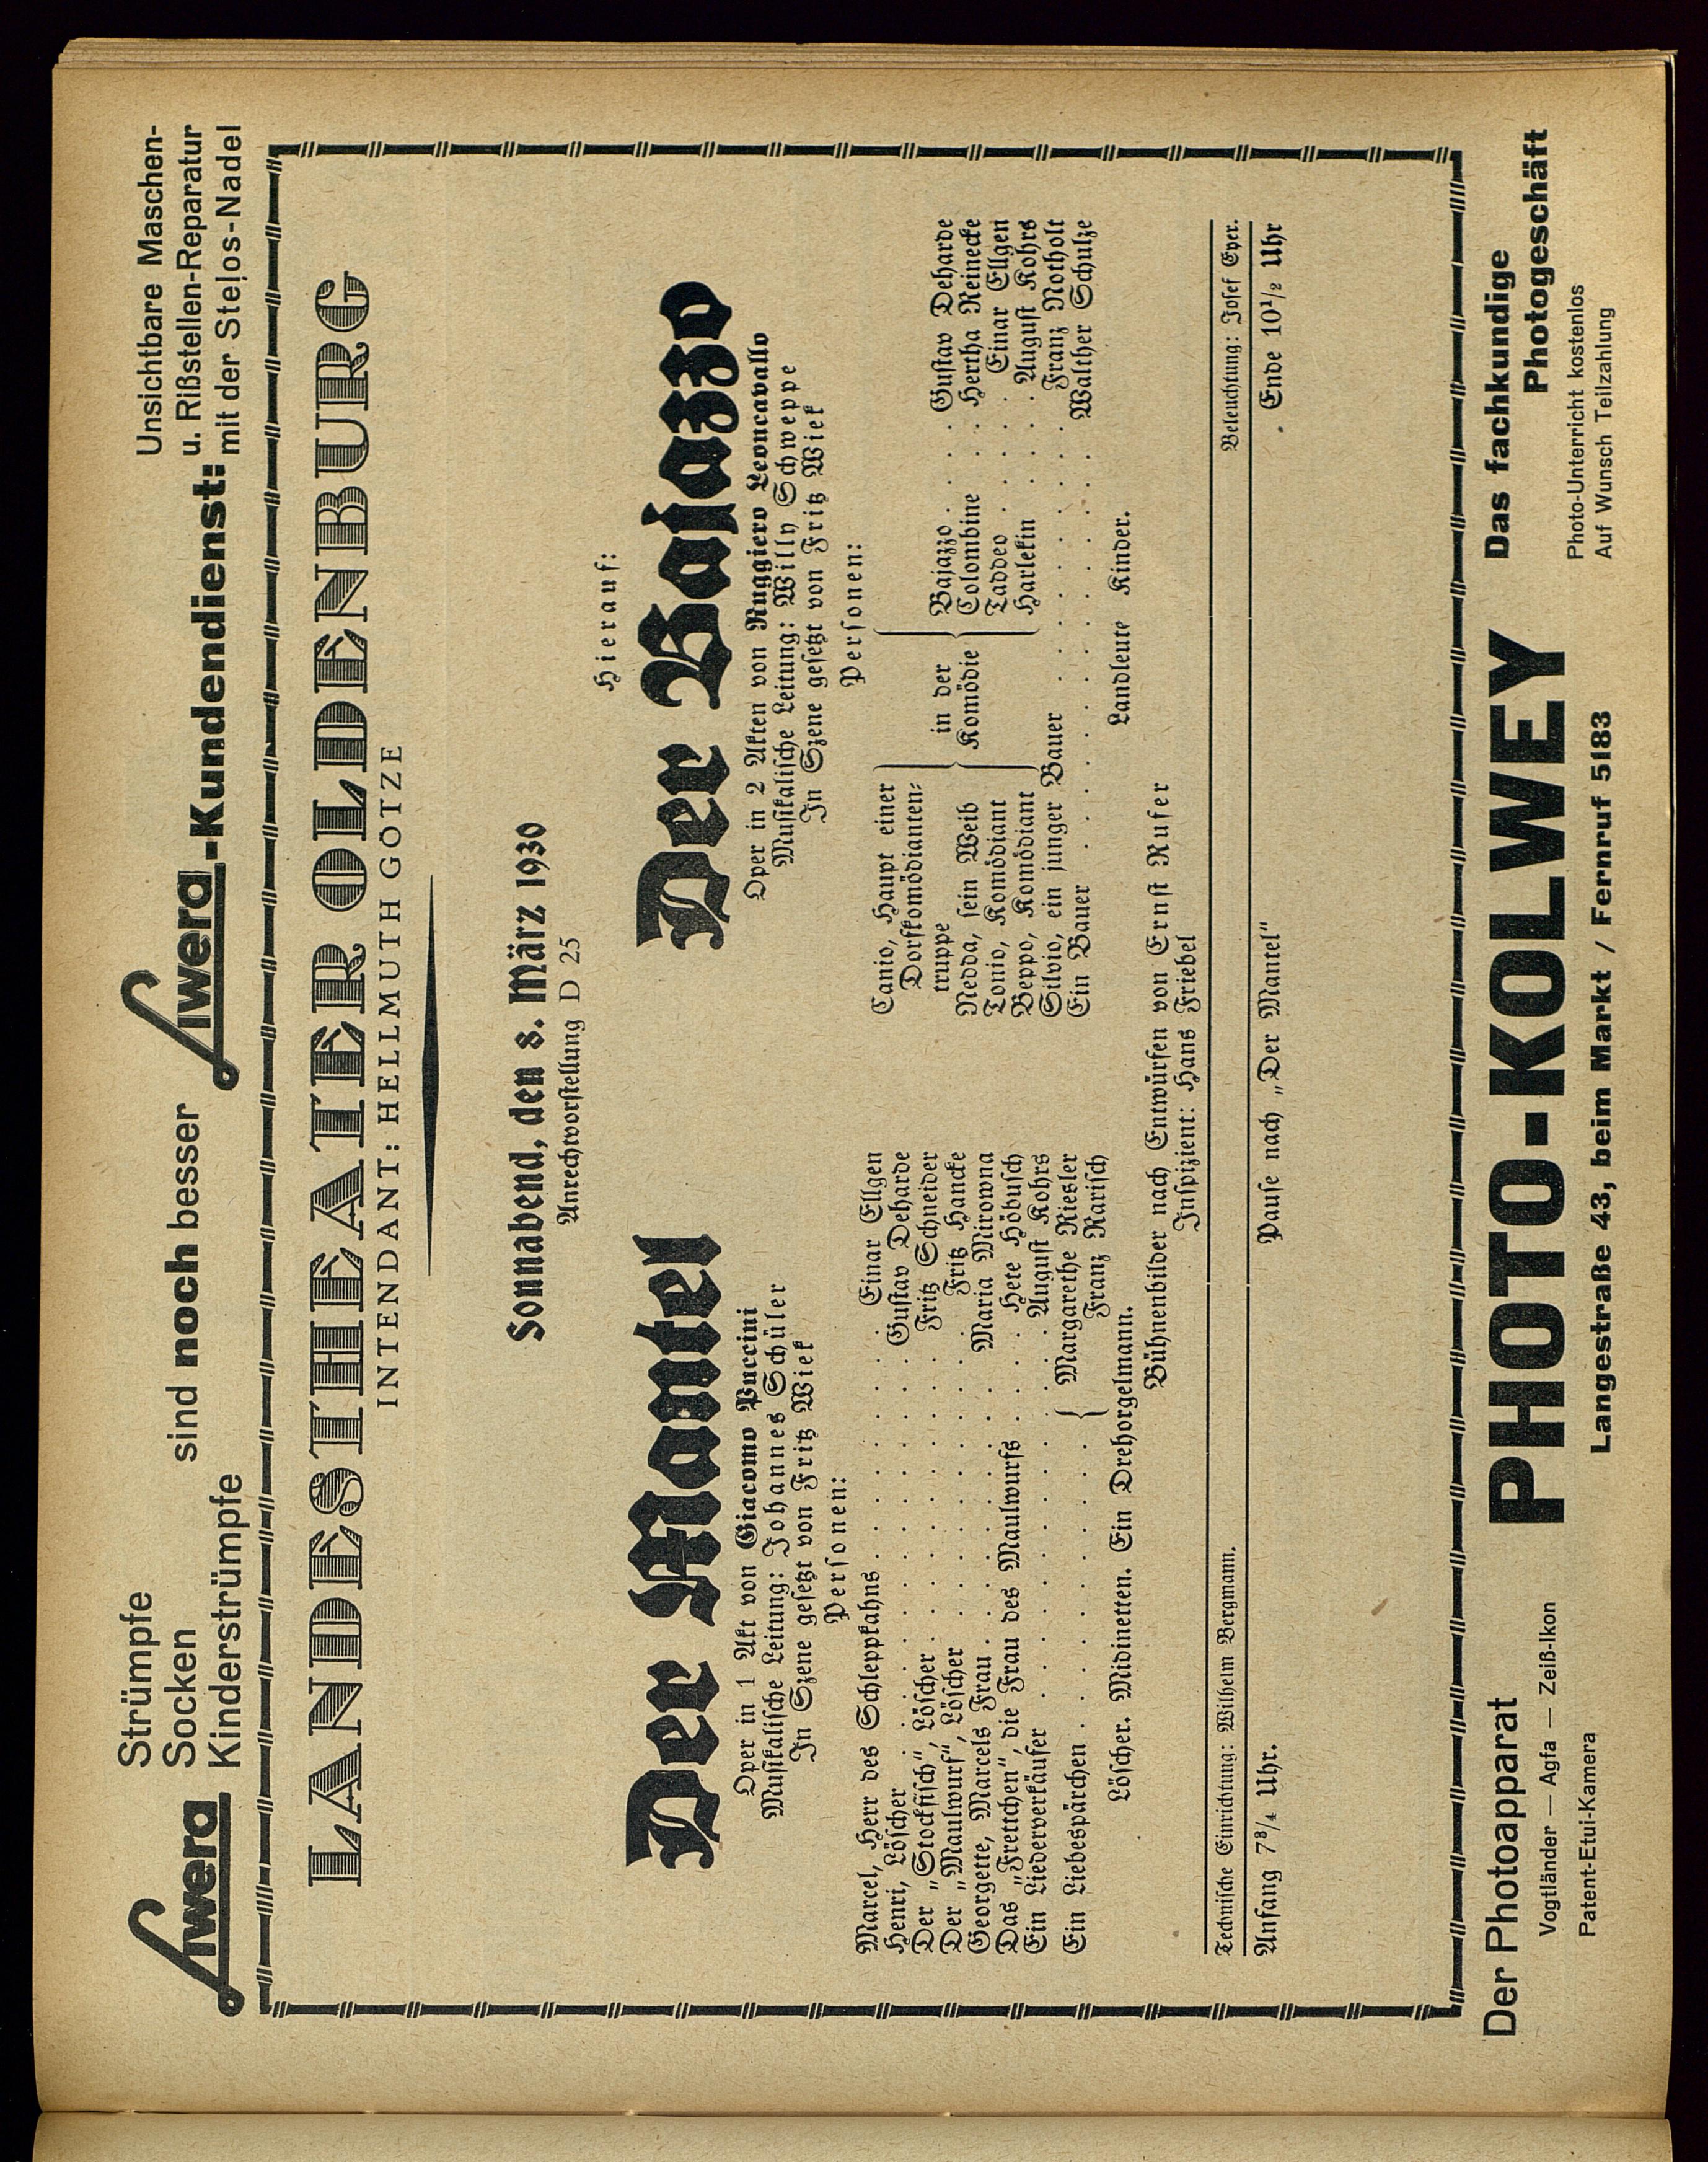 Siwera Strümpfe
Socken
Kinderstrümpfe
sind noch besser
Siwera-Kundendienst:
Unsichtbare Maschen-
u. Rißstellen-Reparatur
mit der Stelos-Nadel
LANDESTHEATER OLDENBURG
INTENDANT: HELLMUTH GÖTZE
Sonnabend, den 8. März 1930
Anrechtvorstellung D 25
Der Mantel
Oper in 1 Akt von Giacomo Puccini
Musikalische Leitung: Johannes Schüler
In Szene gesetzt von Fritz Wiek
Personen:
Marcel, Herr des Schleppkahns . . . . . . Einar Ellgen
Henri, Löscher . . . . . . . . . Gustav Deharde
Der „Stockfisch", Löscher . . . . . . . . Fritz Schneider
Der „Maulwurf", Löscher . . . . . . . . Fritz Hancke
Georgette, Marcels Frau . . . . . . . . Maria Mirowna
Das „Frettchen", die Frau des Maulwurfs . . . . Hete Höbusch
Ein Liederverkäufer . . . . . . . . . August Kohrs
Ein Liebespärchen . . . . . . . { Margarethe Riesler
Franz Rarisch
Löscher. Midinetten. Ein Drehorgelmann.
Hierauf:
Der Bajazzo
Oper in 2 Akten von Ruggiero Leoncavallo
Musikalische Leitung: Willy Schweppe
In Szene gesetzt von Fritz Wiek
Personen:
Canio, Haupt einer
Dorfkomödianten-
truppe
Bajazzo . . . . Gustav Deharde
Nedda, sein Weib
in der
Komödie
Colombine . . . Hertha Reinecke
Tonio, Komödiant
Taddeo . . . . Einar Ellgen
Beppo, Komödiant
Harlekin . . . . August Kohrs
Silvio, ein junger Bauer . . . . . . . . Franz Notholt
Ein Bauer . . . . . . . . . . . Walther Schulze
Landleute Kinder.
Bühnenbilder nach Entwürfen von Ernst Rufer
Inspizient: Hans Friebel
Technische Einrichtung: Wilhelm Bergmann.
Beleuchtung: Josef Eper.
Anfang 7¾ Uhr.
Pause nach „Der Mantel"
Ende 10½ Uhr
Der Photoapparat
Vogtländer — Agfa — Zeiß-Ikon
Patent-Etui-Kamera
PHOTO-KOLWEY
Langestraße 43, beim Markt / Fernruf 5183
Das fachkundige
Photogeschäft
Photo-Unterricht kostenlos
Auf Wunsch Teilzahlung